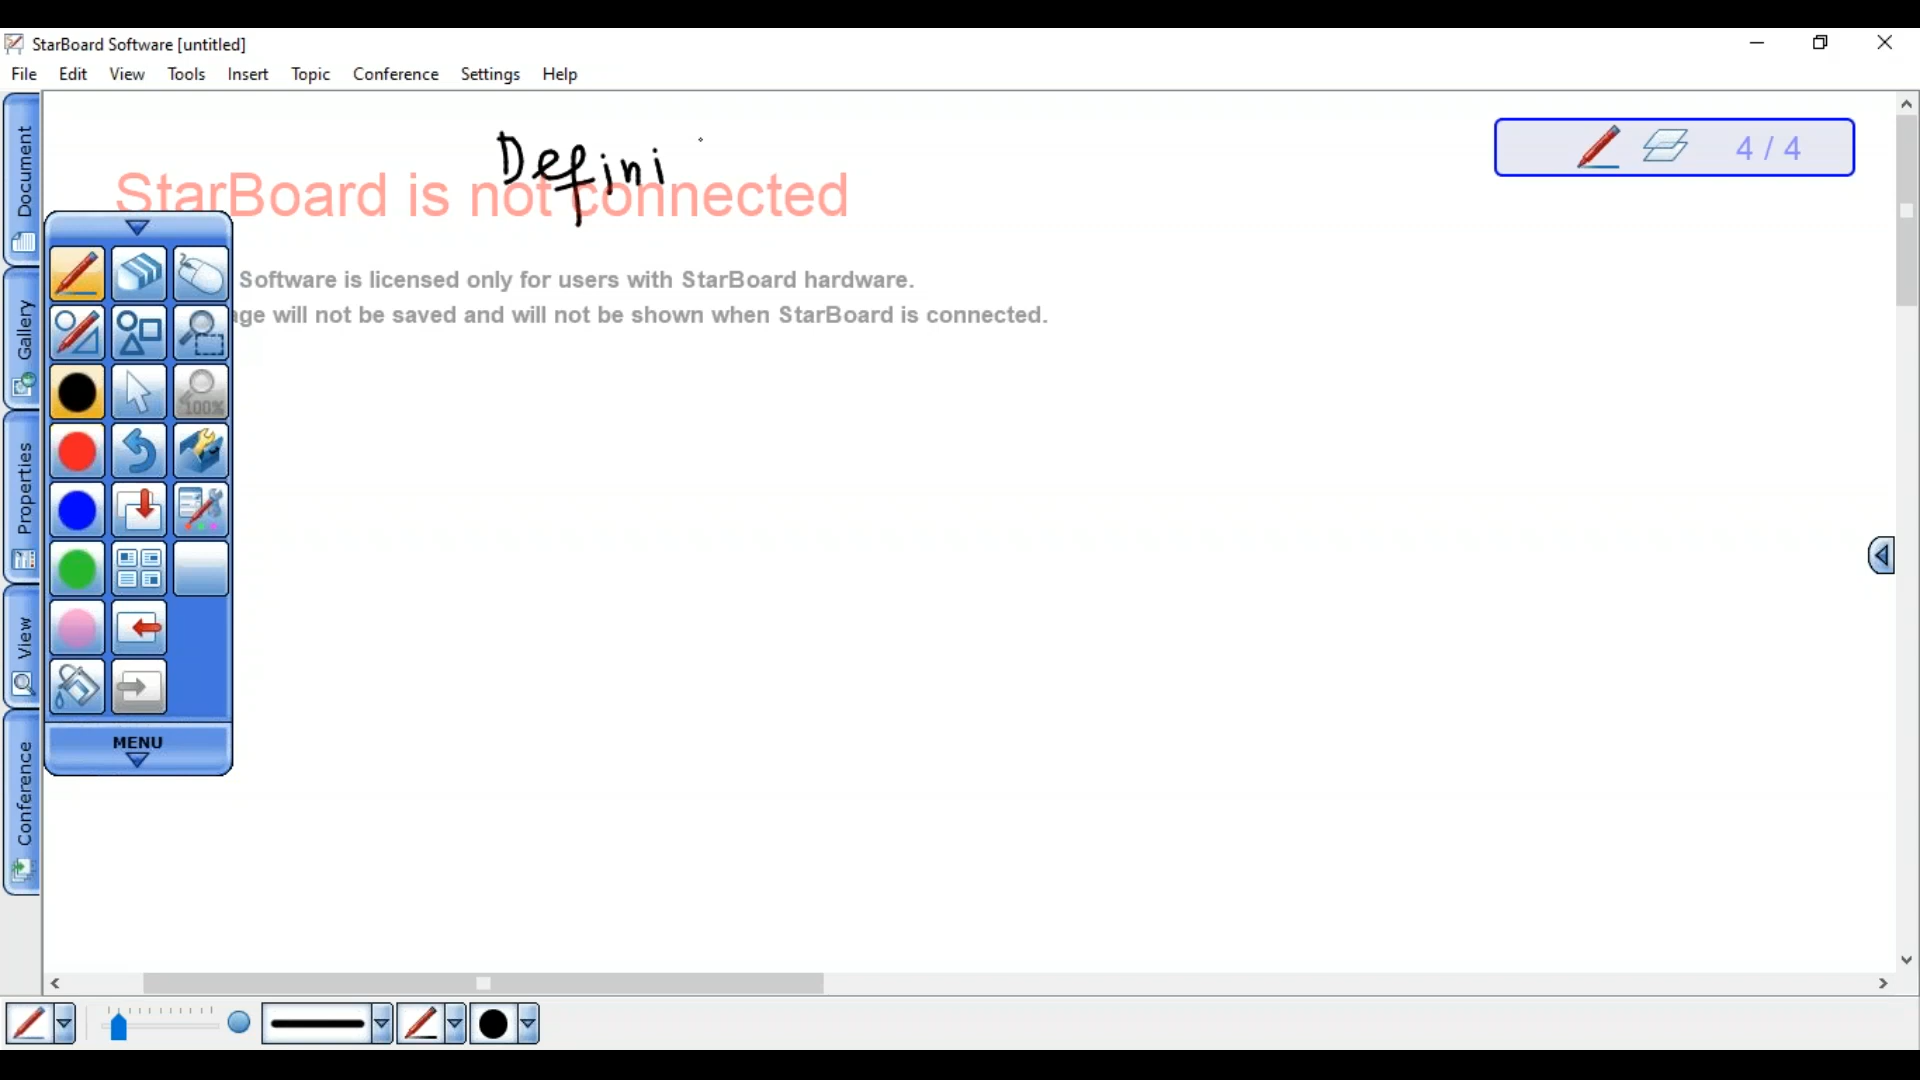 StarBoard Software [untitled]
File Edit View Tools Insert Topic Conference Settings Help
Defini
StarBoard is not connected
4 / 4
Software is licensed only for users with StarBoard hardware.
age will not be saved and will not be shown when StarBoard is connected.
Document
Gallery
Properties
View
Conference
100%
MENU